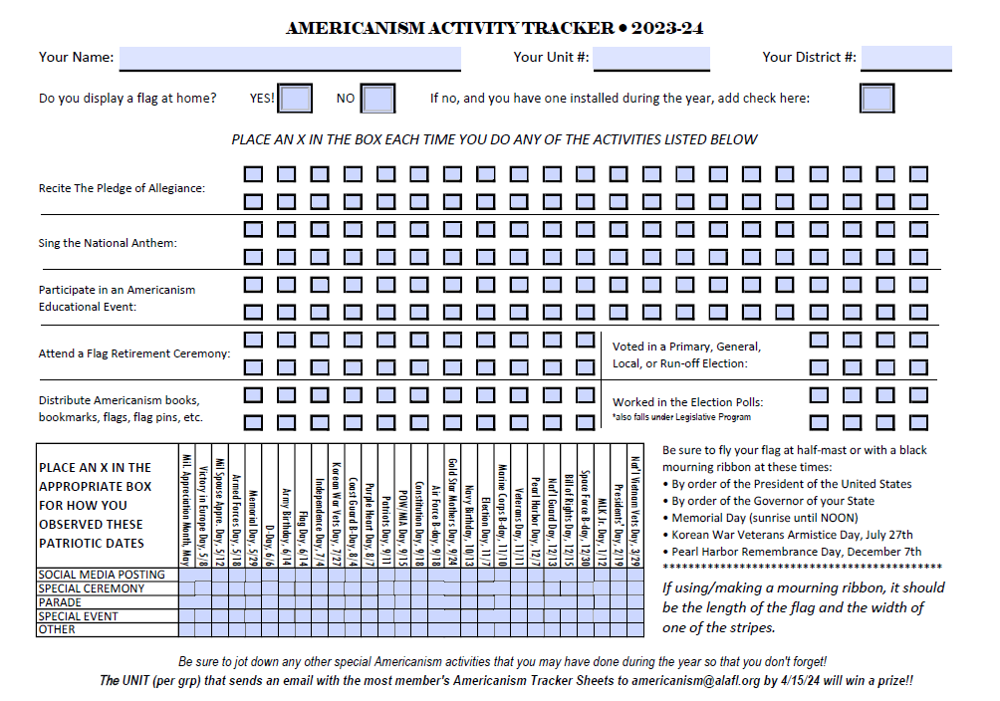 AMERICANISM ACTIVITY TRACKER • 2023-24
Your Name:
Your Unit #:
Your District #:
Do you display a flag at home?
YES!
NO
If no, and you have one installed during the year, add check here:
PLACE AN X IN THE BOX EACH TIME YOU DO ANY OF THE ACTIVITIES LISTED BELOW
Recite The Pledge of Allegiance:
Sing the National Anthem:
Participate in an Americanism
Educational Event:
Attend a Flag Retirement Ceremony:
Voted in a Primary, General,
Local, or Run-off Election:
Distribute Americanism books,
bookmarks, flags, flag pins, etc.
Worked in the Election Polls:
*also falls under Legislative Program
PLACE AN X IN THE
APPROPRIATE BOX
FOR HOW YOU
OBSERVED THESE
PATRIOTIC DATES
Mil. Appreciation Month, May
Victory in Europe Day, 5/8
Mil Spouse Appre. Day, 5/12
Armed Forces Day, 5/18
Memorial Day, 5/29
D-Day, 6/6
Army Birthday, 6/14
Flag Day, 6/14
Independence Day, 7/4
Korean War Vets Day, 7/27
Coast Guard B-Day, 8/4
Purple Heart Day, 8/7
Patriots Day, 9/11
POW/MIA Day, 9/15
Constitution Day, 9/18
Air Force B-day, 9/18
Gold Star Mothers Day, 9/24
Navy Birthday, 10/13
Election Day, 11/7
Marine Corps B-day, 11/10
Veterans Day, 11/11
Pearl Harbor Day, 12/7
Nat'l Guard Day, 12/13
Bill of Rights Day, 12/15
Space Force B-day, 12/30
MLK Jr. Day, 1/12
Presidents' Day, 2/19
Nat'l Vietnam Vets Day, 3/29
SOCIAL MEDIA POSTING
SPECIAL CEREMONY
PARADE
SPECIAL EVENT
OTHER
Be sure to fly your flag at half-mast or with a black
mourning ribbon at these times:
• By order of the President of the United States
• By order of the Governor of your State
• Memorial Day (sunrise until NOON)
• Korean War Veterans Armistice Day, July 27th
• Pearl Harbor Remembrance Day, December 7th
******************************************
If using/making a mourning ribbon, it should
be the length of the flag and the width of
one of the stripes.
Be sure to jot down any other special Americanism activities that you may have done during the year so that you don't forget!
The UNIT (per grp) that sends an email with the most member's Americanism Tracker Sheets to americanism@alafl.org by 4/15/24 will win a prize!!